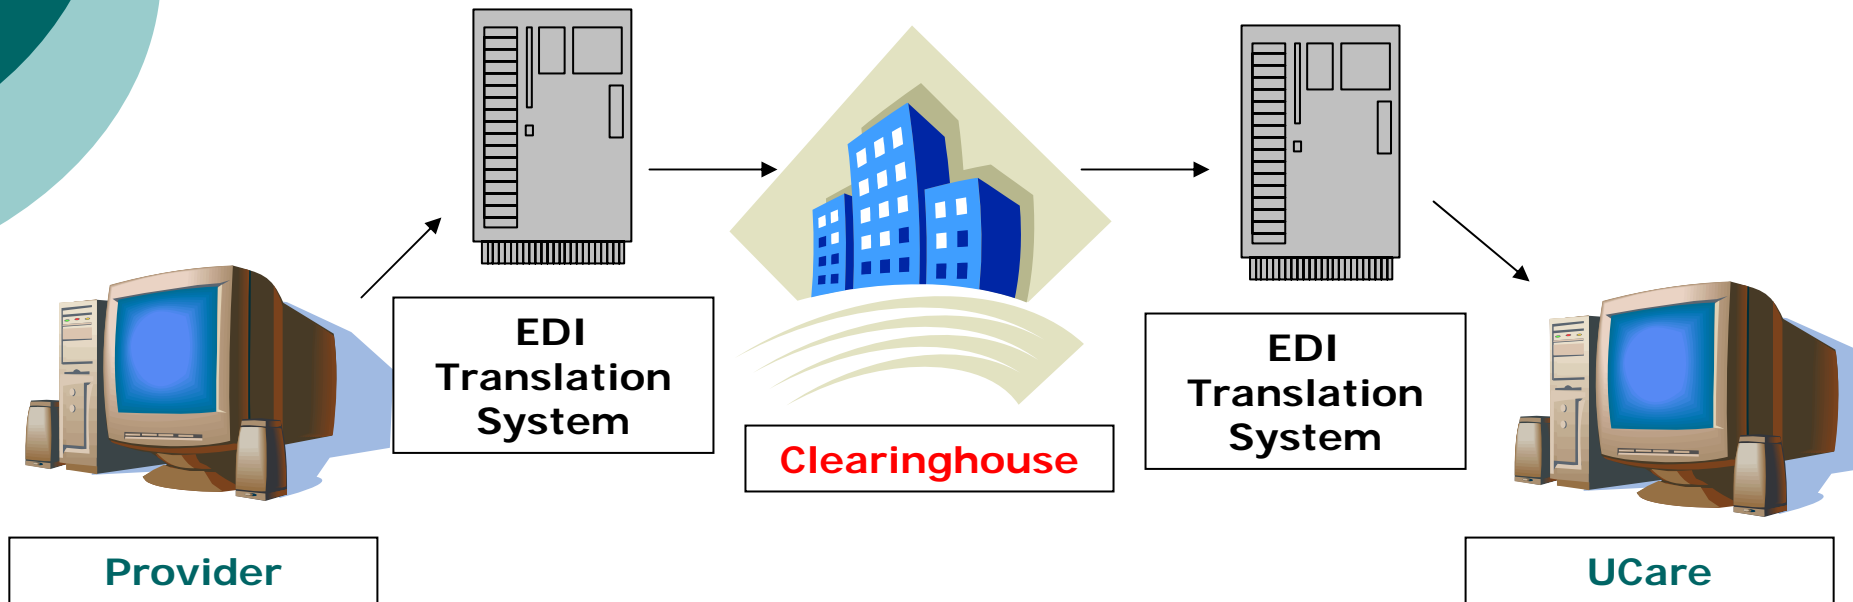 EDI
Translation
System
Clearinghouse
EDI
Translation
System
Provider
UCare